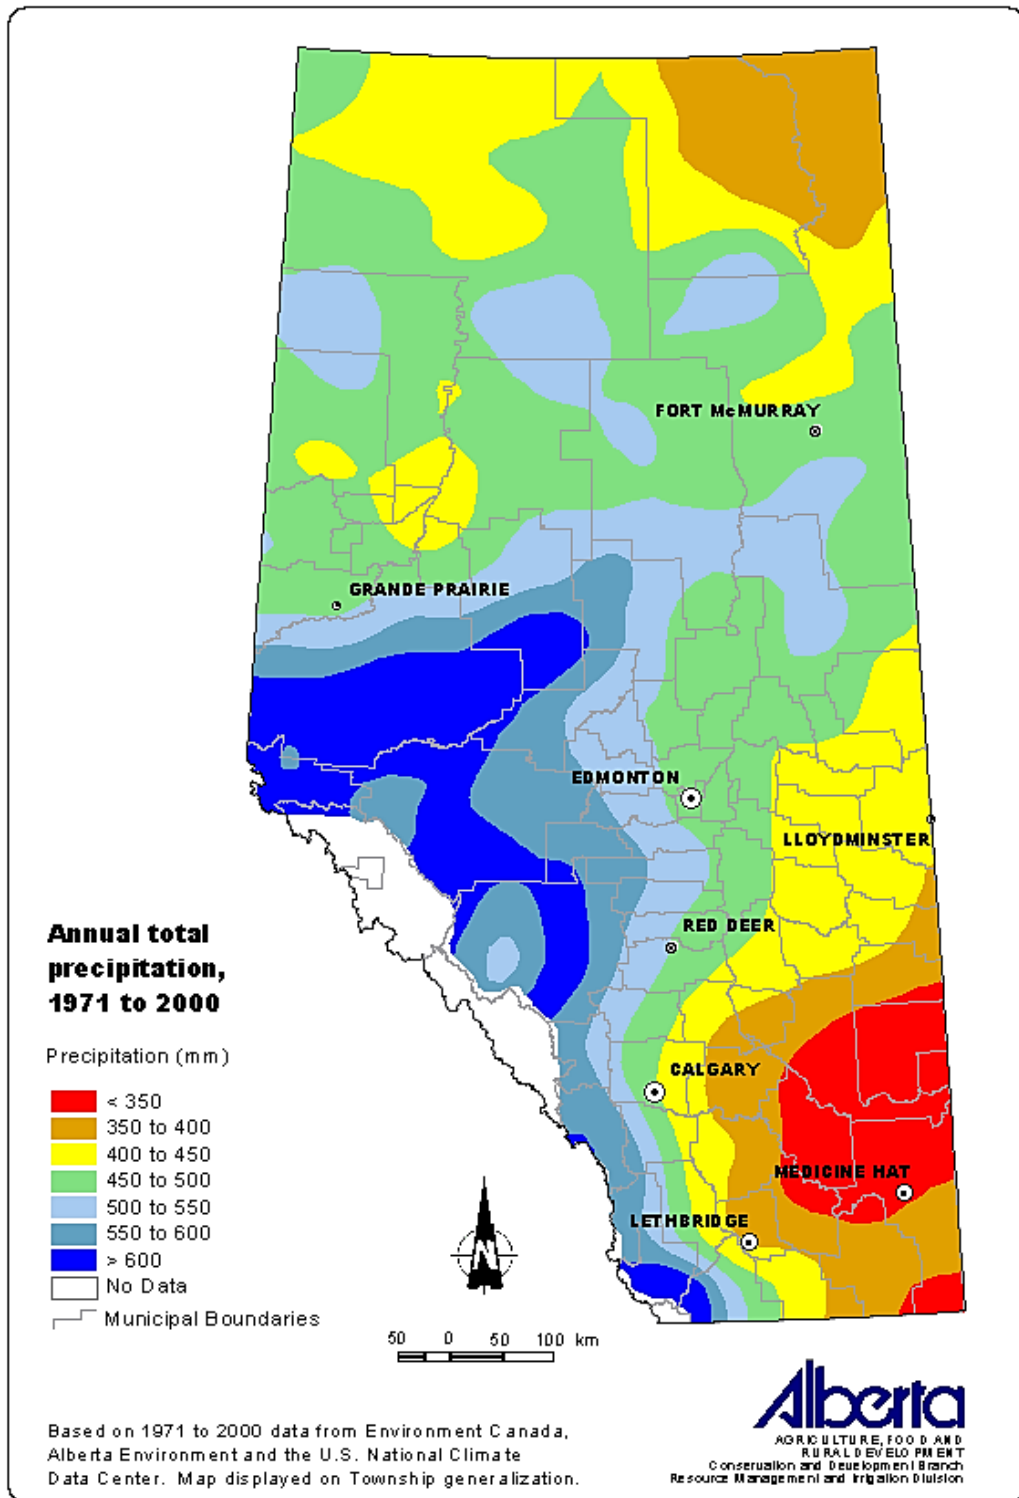 FORT McMURRAY
GRANDE PRAIRIE
EDMONTON
LLOYDMINSTER
RED DEER
CALGARY
MEDICINE HAT
LETHBRIDGE
Annual total
precipitation,
1971 to 2000
Precipitation (mm)
< 350
350 to 400
400 to 450
450 to 500
500 to 550
550 to 600
> 600
No Data
Municipal Boundaries
N
50 0 50 100 km
Based on 1971 to 2000 data from Environment Canada,
Alberta Environment and the U.S. National Climate
Data Center. Map displayed on Township generalization.
Alberta
AGRICULTURE, FOOD AND
RURAL DEVELOPMENT
Conservation and Development Branch
Resource Management and Irrigation Division